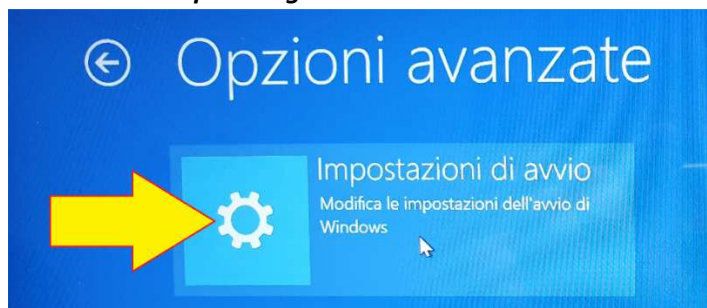 Opzioni avanzate
Impostazioni di avvio
Modifica le impostazioni dell'avvio di
Windows